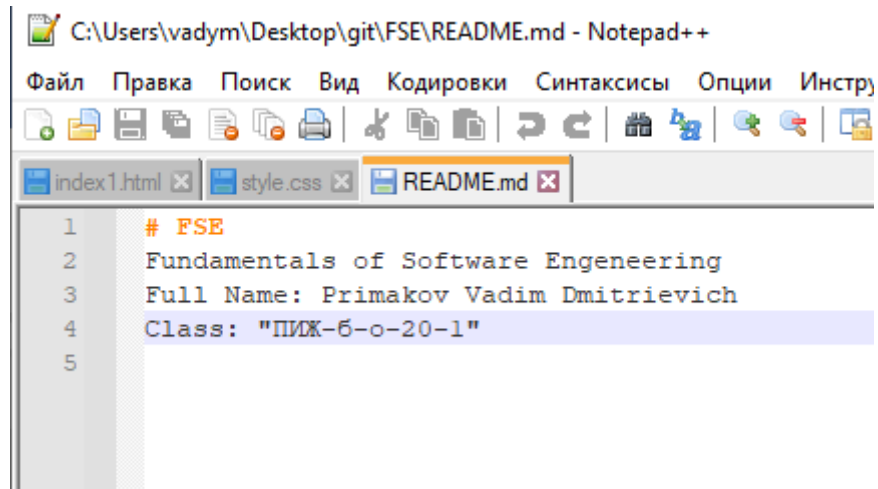 C:\Users\vadym\Desktop\git\FSE\README.md - Notepad++
Файл Правка Поиск Вид Кодировки Синтаксисы Опции Инстру
index1.html style.css README.md
1 # FSE
2 Fundamentals of Software Engeneering
3 Full Name: Primakov Vadim Dmitrievich
4 Class: "ПИЖ-б-о-20-1"
5